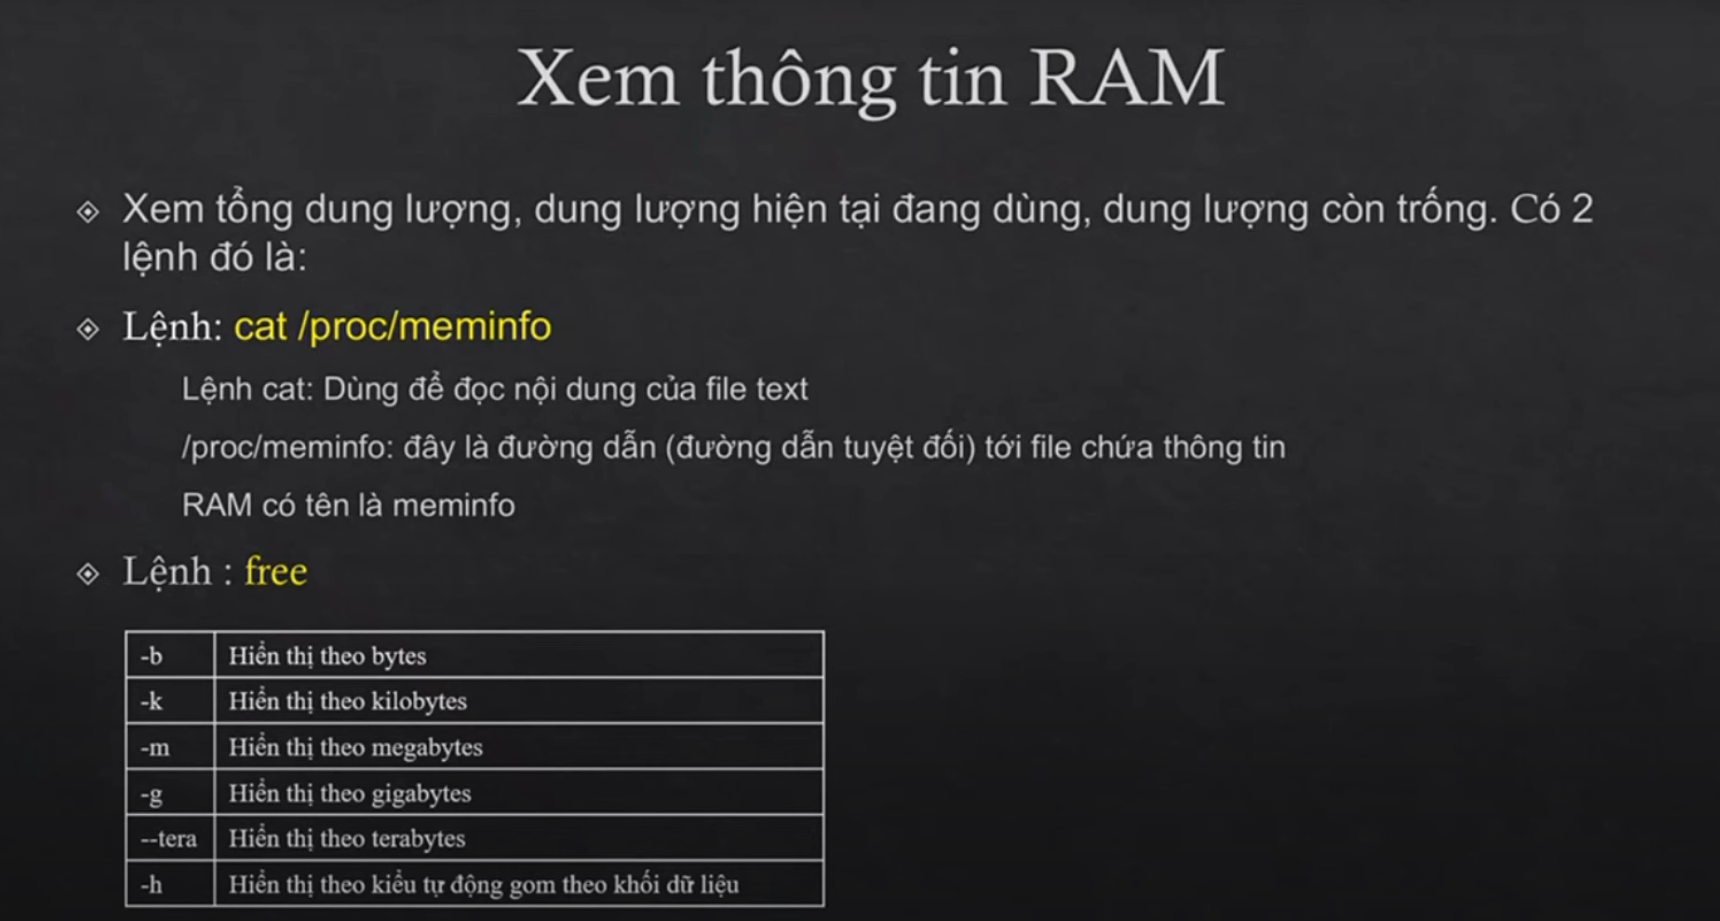 Xem thông tin RAM
Xem tổng dung lượng, dung lượng hiện tại đang dùng, dung lượng còn trống. Có 2
lệnh đó là:
Lệnh: cat /proc/meminfo
Lệnh cat: Dùng để đọc nội dung của file text
/proc/meminfo: đây là đường dẫn (đường dẫn tuyệt đối) tới file chứa thông tin
RAM có tên là meminfo
Lệnh : free
-b Hiển thị theo bytes
-k Hiển thị theo kilobytes
-m Hiển thị theo megabytes
-g Hiển thị theo gigabytes
--tera Hiển thị theo terabytes
-h Hiển thị theo kiểu tự động gom theo khối dữ liệu